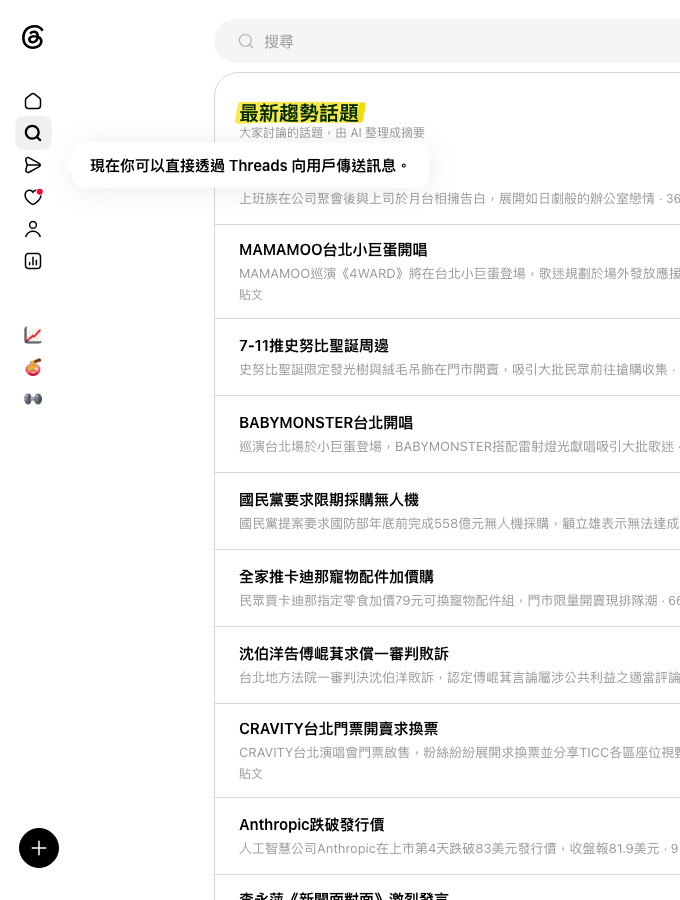 搜尋
最新趨勢話題
大家討論的話題，由 AI 整理成摘要
現在你可以直接透過 Threads 向用戶傳送訊息。
上班族在公司聚會後與上司於月台相擁告白，展開如日劇般的辦公室戀情 · 36
MAMAMOO台北小巨蛋開唱
MAMAMOO巡演《4WARD》將在台北小巨蛋登場，歌迷規劃於場外發放應援
貼文
7-11推史努比聖誕周邊
史努比聖誕限定發光樹與絨毛吊飾在門市開賣，吸引大批民眾前往搶購收集 ·
BABYMONSTER台北開唱
巡演台北場於小巨蛋登場，BABYMONSTER搭配雷射燈光獻唱吸引大批歌迷 ·
國民黨要求限期採購無人機
國民黨提案要求國防部年底前完成558億元無人機採購，顧立雄表示無法達成
全家推卡迪那寵物配件加價購
民眾買卡迪那指定零食加價79元可換寵物配件組，門市限量開賣現排隊潮 · 66
沈伯洋告傅崐萁求償一審判敗訴
台北地方法院一審判決沈伯洋敗訴，認定傅崐萁言論屬涉公共利益之適當評論
CRAVITY台北門票開賣求換票
CRAVITY台北演唱會門票啟售，粉絲紛紛展開求換票並分享TICC各區座位視野
貼文
Anthropic跌破發行價
人工智慧公司Anthropic在上市第4天跌破83美元發行價，收盤報81.9美元 · 9
李永萍《新聞面對面》激烈發言